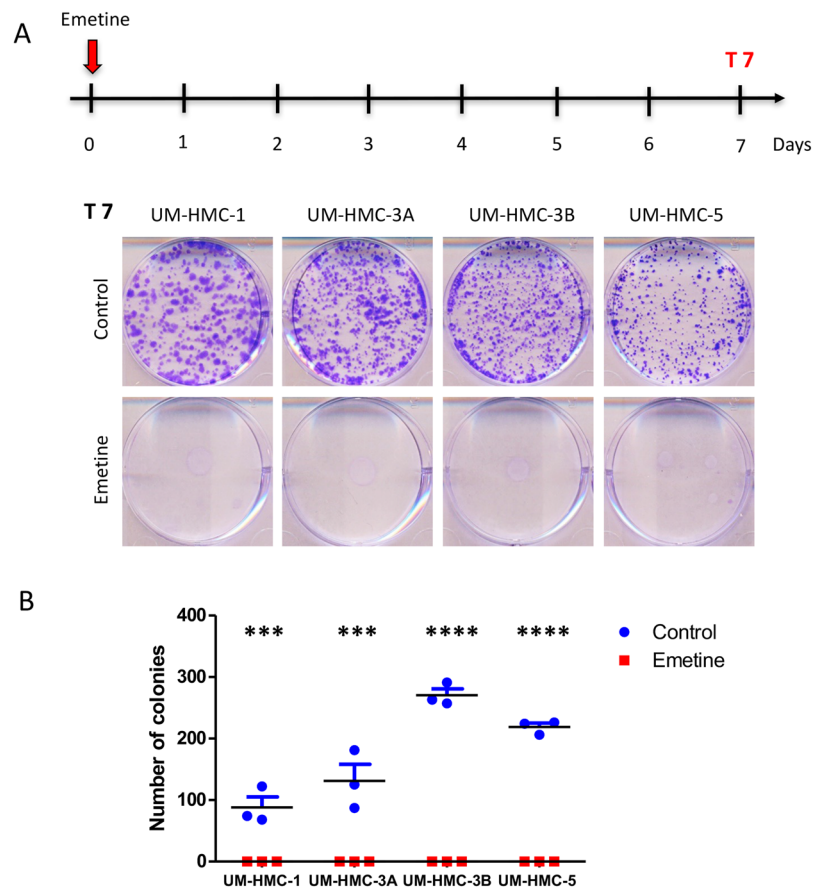 A
Emetine
T 7
0 1 2 3 4 5 6 7 Days
T 7 UM-HMC-1 UM-HMC-3A UM-HMC-3B UM-HMC-5
Control
Emetine
B
Number of colonies
400
300
200
100
0
*** *** **** ****
Control
Emetine
UM-HMC-1 UM-HMC-3A UM-HMC-3B UM-HMC-5